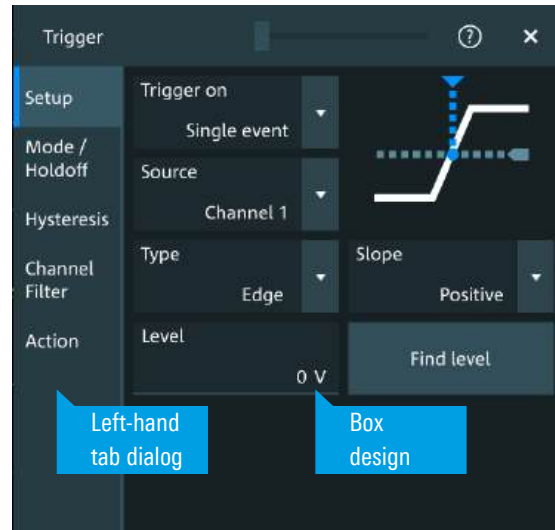 Trigger
?
×
Setup
Mode /
Holdoff
Hysteresis
Channel
Filter
Action
Trigger on
Single event
Source
Channel 1
Type
Edge
Slope
Positive
Level
0 V
Find level
Left-hand
tab dialog
Box
design